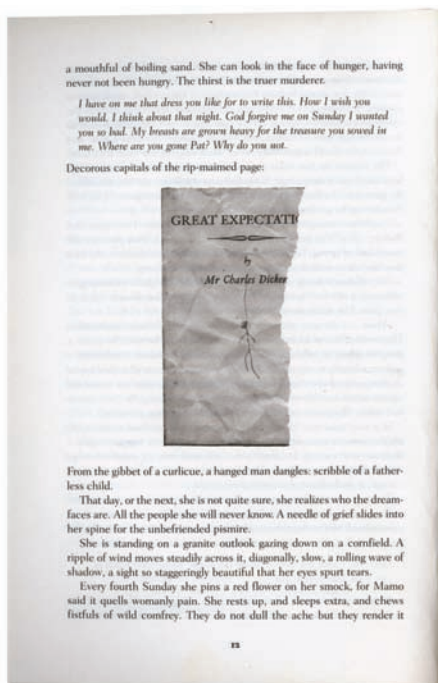 a mouthful of boiling sand. She can look in the face of hunger, having
never not been hungry. The thirst is the truer murderer.
I have on me that dress you like for to write this. How I wish you
would. I think about that night. God forgive me on Sunday I wanted
you so bad. My breasts are grown heavy for the treasure you sowed in
me. Where are you gone Pat? Why do you not.
Decorous capitals of the rip-maimed page:
GREAT EXPECTATIO
by
Mr Charles Dicken
From the gibbet of a curlicue, a hanged man dangles: scribble of a father-
less child.
That day, or the next, she is not quite sure, she realizes who the dream-
faces are. All the people she will never know. A needle of grief slides into
her spine for the unbefriended pismire.
She is standing on a granite outlook gazing down on a cornfield. A
ripple of wind moves steadily across it, diagonally, slow, a rolling wave of
shadow, a sight so staggeringly beautiful that her eyes spurt tears.
Every fourth Sunday she pins a red flower on her smock, for Mamo
said it quells womanly pain. She rests up, and sleeps extra, and chews
fistfuls of wild comfrey. They do not dull the ache but they render it
12